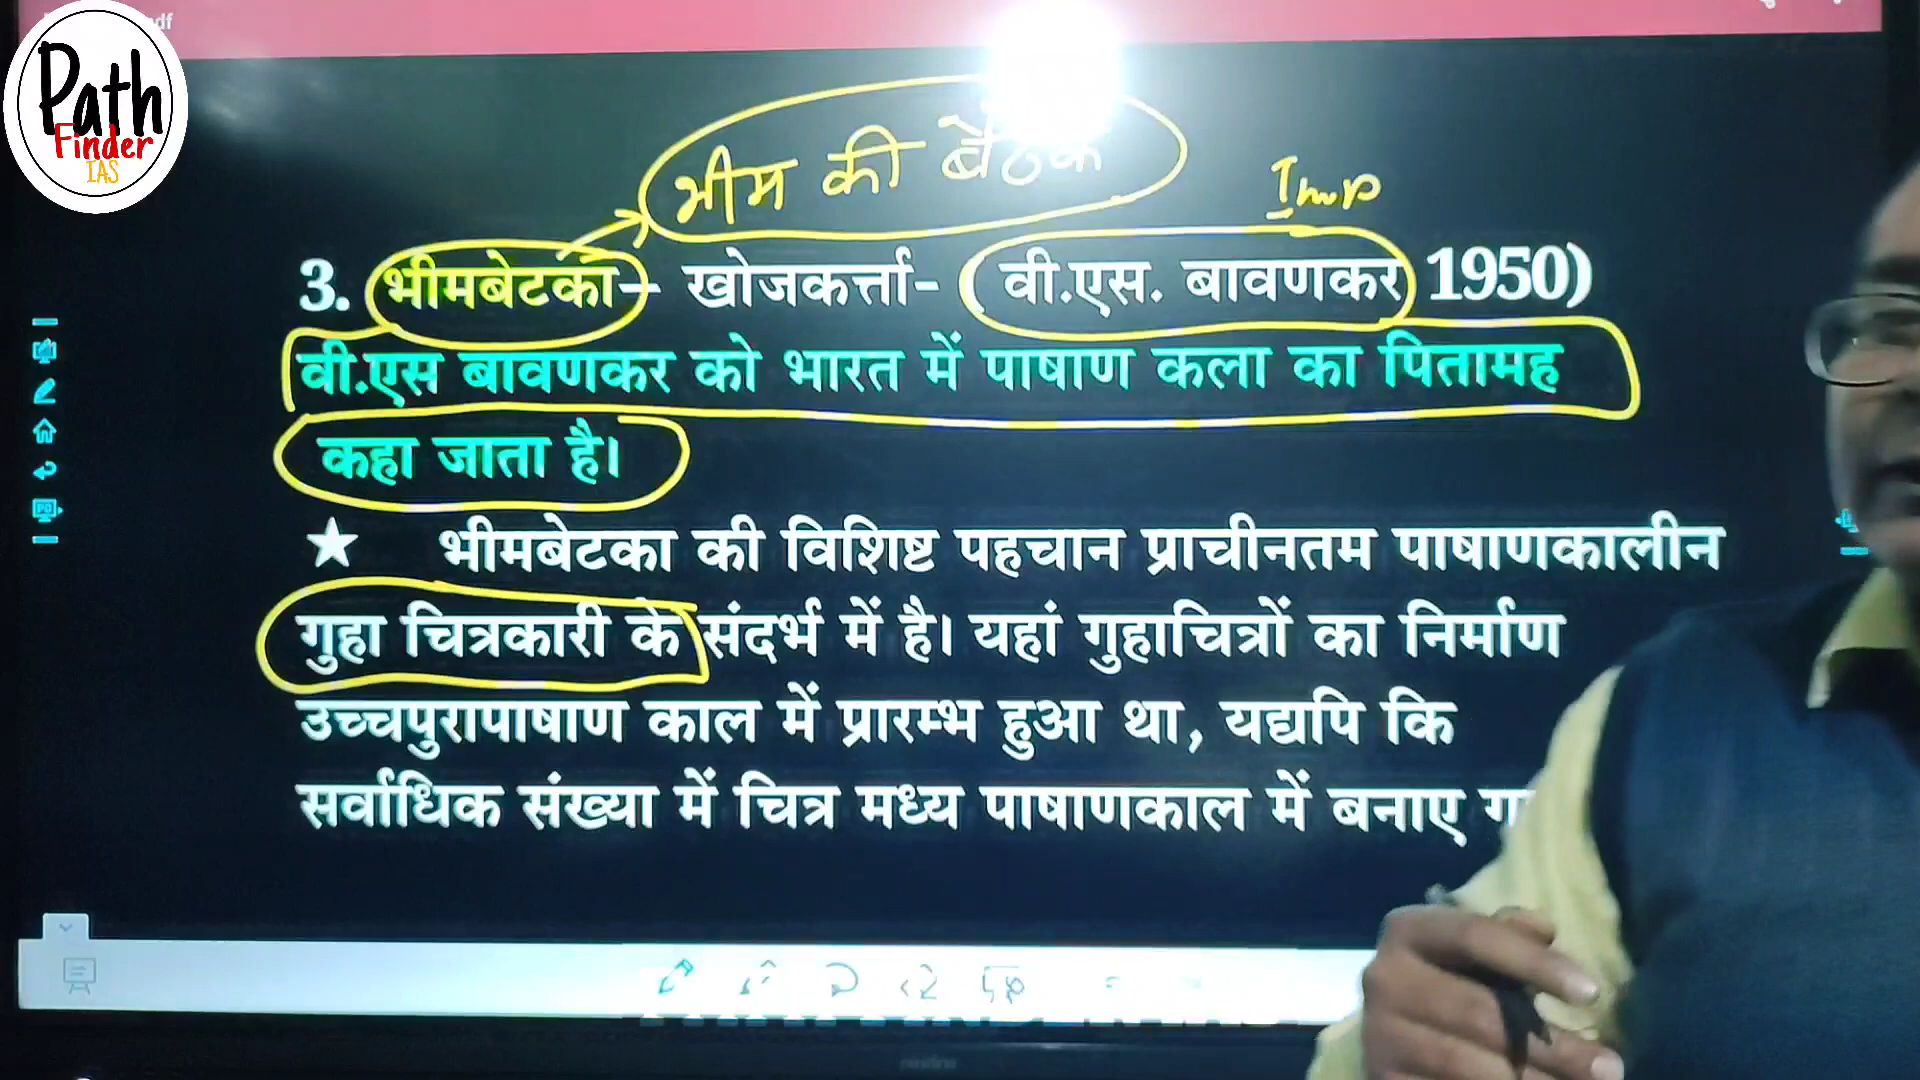 Path
Finder
IAS
df
भीम की बैठक
Imp
3. भीमबेटका– खोजकर्त्ता- (वी.एस. बावणकर 1950)
वी.एस बावणकर को भारत में पाषाण कला का पितामह
कहा जाता है।
★ भीमबेटका की विशिष्ट पहचान प्राचीनतम पाषाणकालीन
गुहा चित्रकारी के संदर्भ में है। यहां गुहाचित्रों का निर्माण
उच्चपुरापाषाण काल में प्रारम्भ हुआ था, यद्यपि कि
सर्वाधिक संख्या में चित्र मध्य पाषाणकाल में बनाए